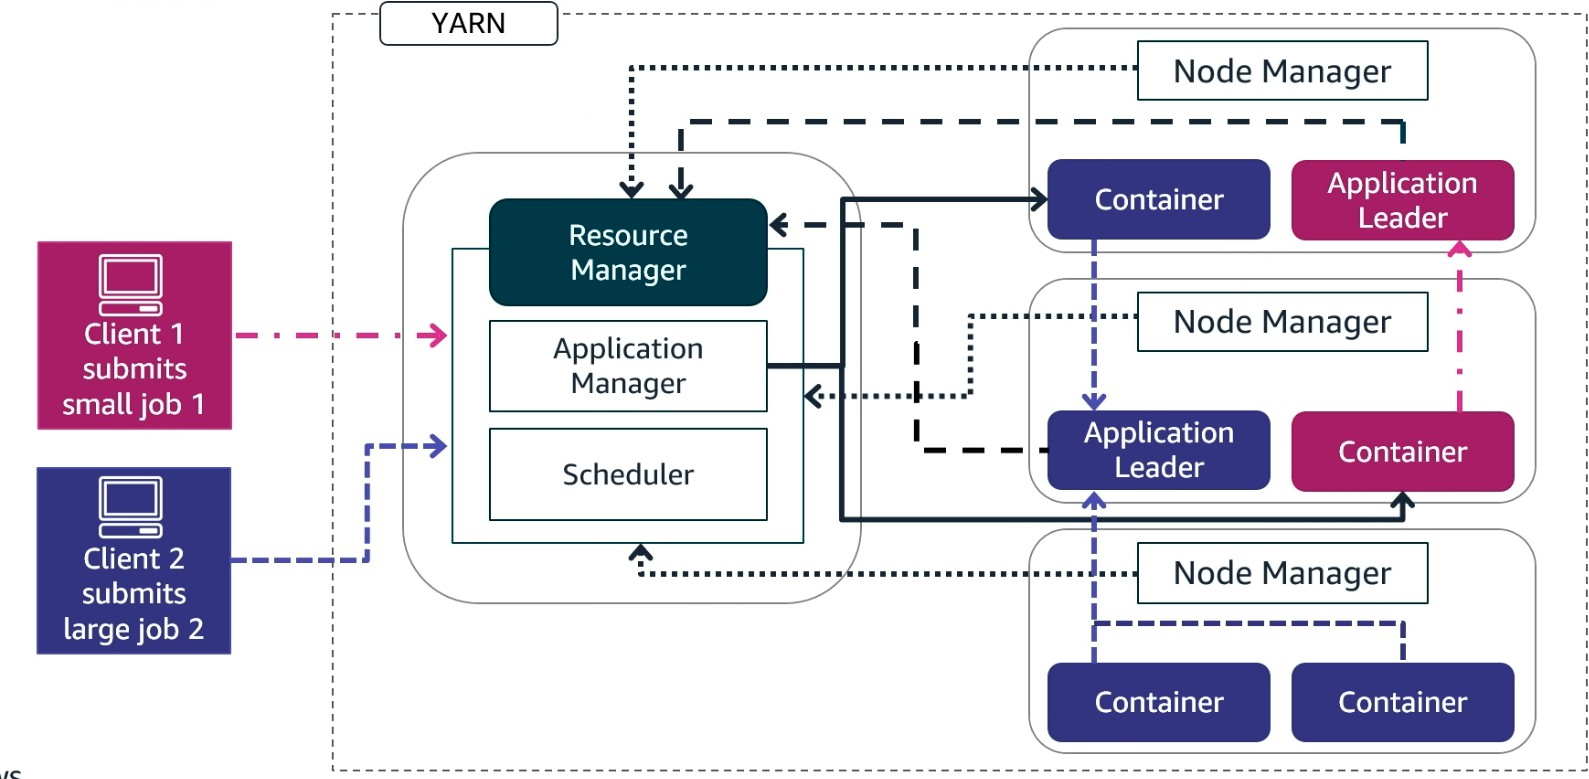 YARN
Client 1
submits
small job 1
Client 2
submits
large job 2
Resource
Manager
Application
Manager
Scheduler
Node Manager
Container
Application
Leader
Node Manager
Application
Leader
Container
Node Manager
Container
Container